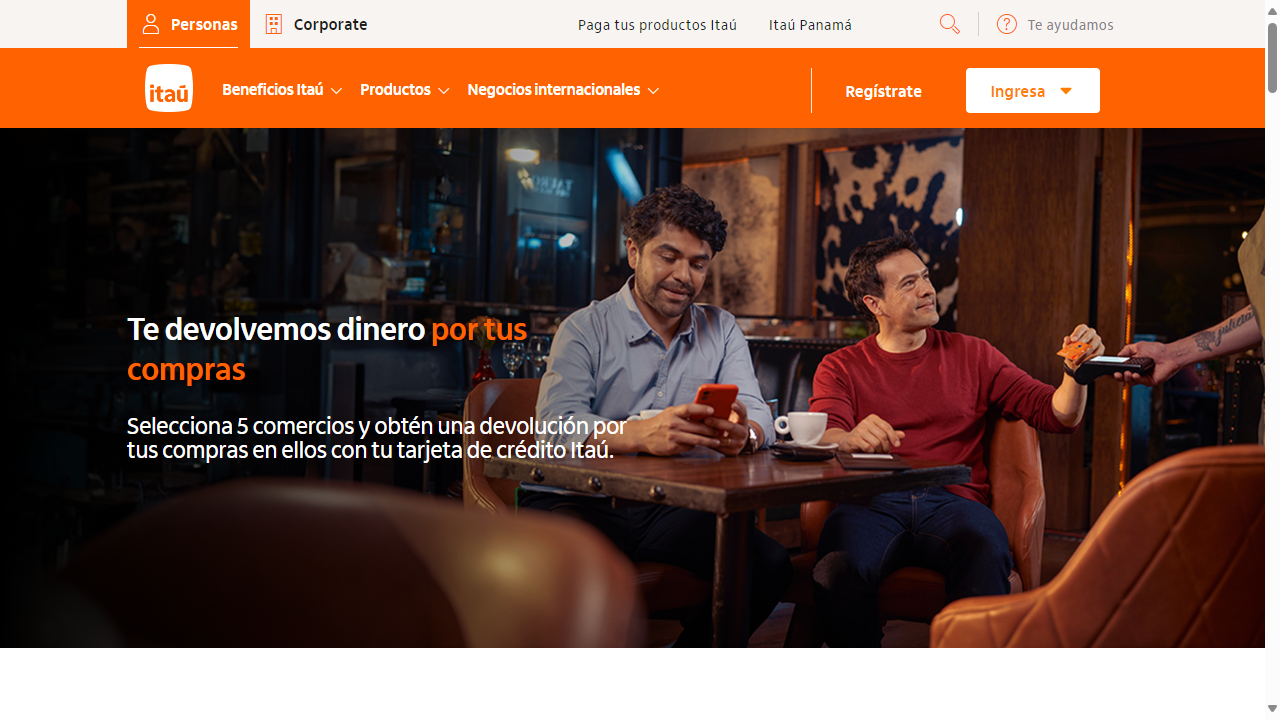 Personas
Corporate
Paga tus productos Itaú
Itaú Panamá
Te ayudamos
itaú
Beneficios Itaú
Productos
Negocios internacionales
Regístrate
Ingresa
Te devolvemos dinero por tus
compras
Selecciona 5 comercios y obtén una devolución por
tus compras en ellos con tu tarjeta de crédito Itaú.